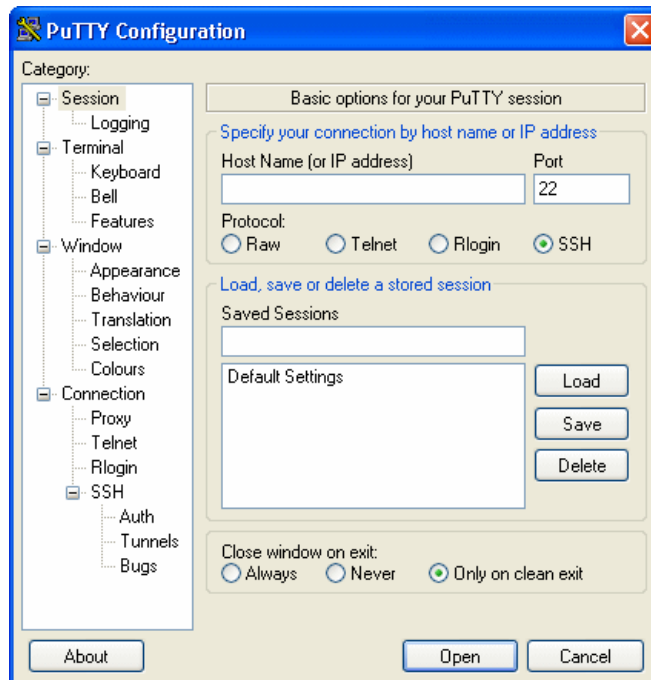 PuTTY Configuration
Category:
Session
Logging
Terminal
Keyboard
Bell
Features
Window
Appearance
Behaviour
Translation
Selection
Colours
Connection
Proxy
Telnet
Rlogin
SSH
Auth
Tunnels
Bugs
Basic options for your PuTTY session
Specify your connection by host name or IP address
Host Name (or IP address) Port
22
Protocol:
Raw Telnet Rlogin SSH
Load, save or delete a stored session
Saved Sessions
Default Settings
Load
Save
Delete
Close window on exit:
Always Never Only on clean exit
About Open Cancel